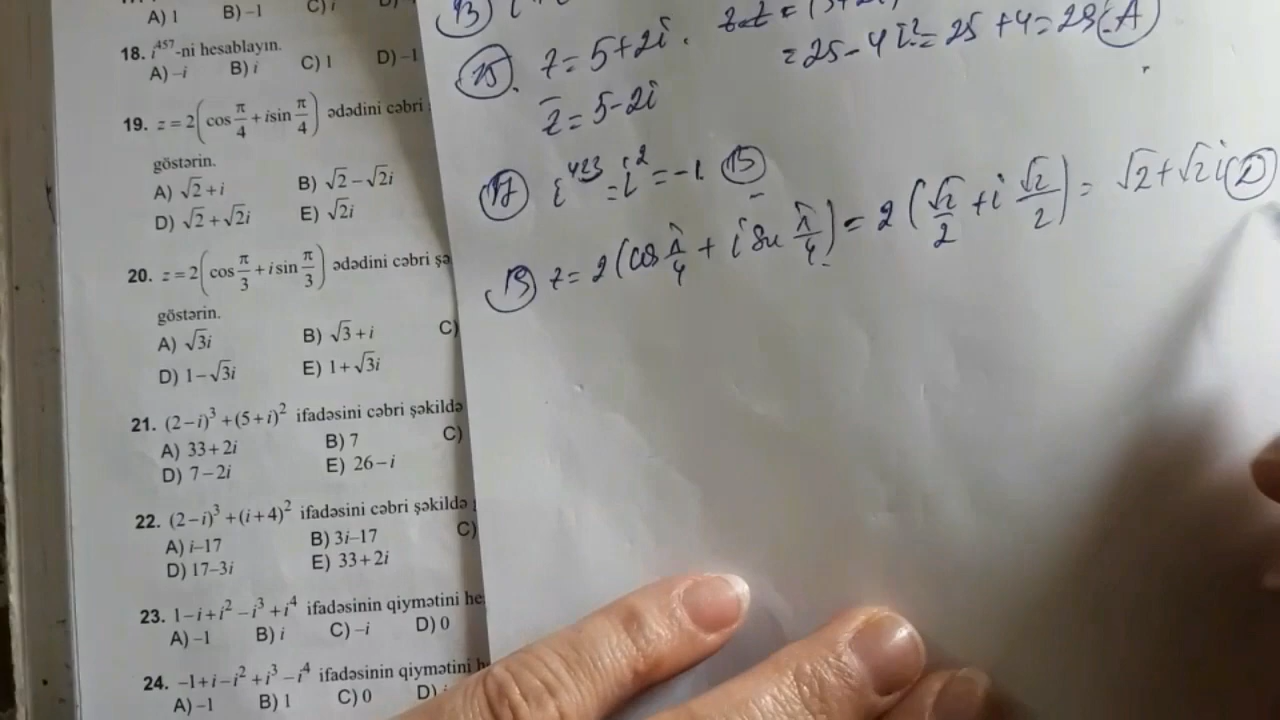 A) 1 B) –1 C) i D) –
18. i⁴⁵⁷-ni hesablayın.
A) –i B) i C) 1 D) –1
19. z = 2(cos π/4 + i sin π/4) ədədini cəbri
göstərin.
A) √2 + i B) √2 – √2i
D) √2 + √2i E) √2i
20. z = 2(cos π/3 + i sin π/3) ədədini cəbri şə
göstərin.
A) √3i B) √3 + i C)
D) 1 – √3i E) 1 + √3i
21. (2 – i)³ + (5 + i)² ifadəsini cəbri şəkildə
A) 33 + 2i B) 7 C)
D) 7 – 2i E) 26 – i
22. (2 – i)³ + (i + 4)² ifadəsini cəbri şəkildə
A) i–17 B) 3i–17 C)
D) 17–3i E) 33 + 2i
23. 1 – i + i² – i³ + i⁴ ifadəsinin qiymətini he
A) –1 B) i C) –i D) 0
24. –1 + i – i² + i³ – i⁴ ifadəsinin qiymətini h
A) –1 B) 1 C) 0 D)
13
15. z = 5 + 2i.
= 25 – 4i² = 25 + 4 = 29 (A)
z̄ = 5 – 2i
17 i⁴²³ = i² = –1. B
19 z = 2(cos π/4 + i sin π/4) = 2(√2/2 + i √2/2) = √2 + √2i D